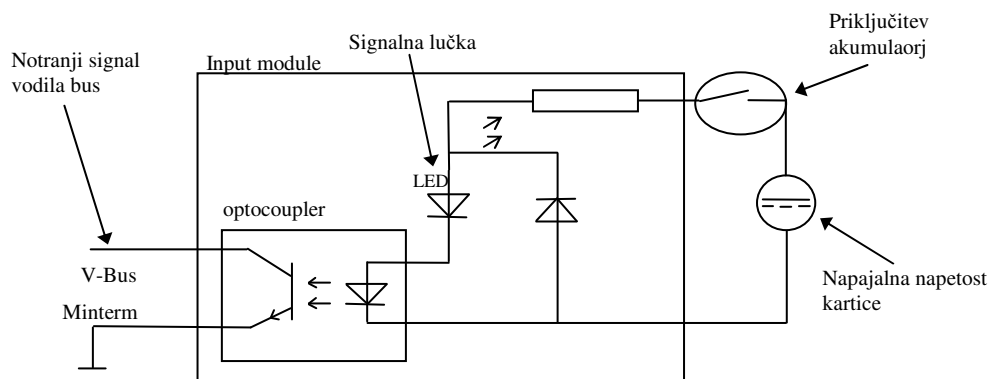 Priključitev
akumulaorj
Signalna lučka
Notranji signal
vodila bus
Input module
LED
optocoupler
V-Bus
Minterm
Napajalna napetost
kartice